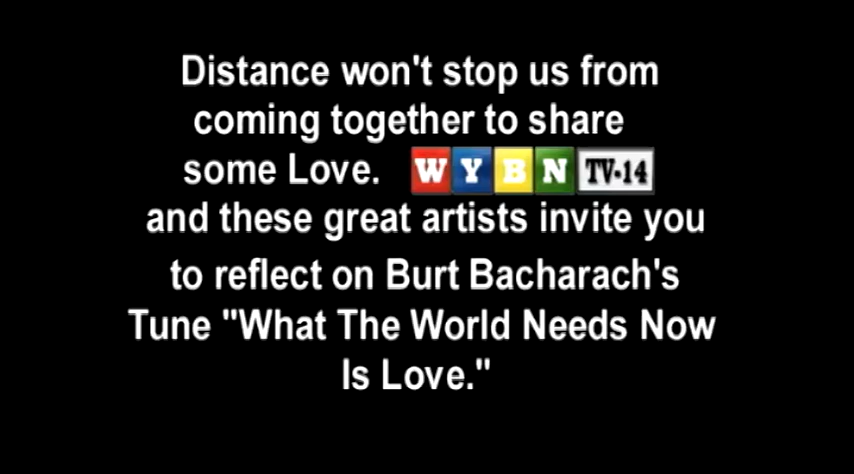 Distance won't stop us from
coming together to share
some Love. WYBN TV-14
and these great artists invite you
to reflect on Burt Bacharach's
Tune "What The World Needs Now
Is Love."